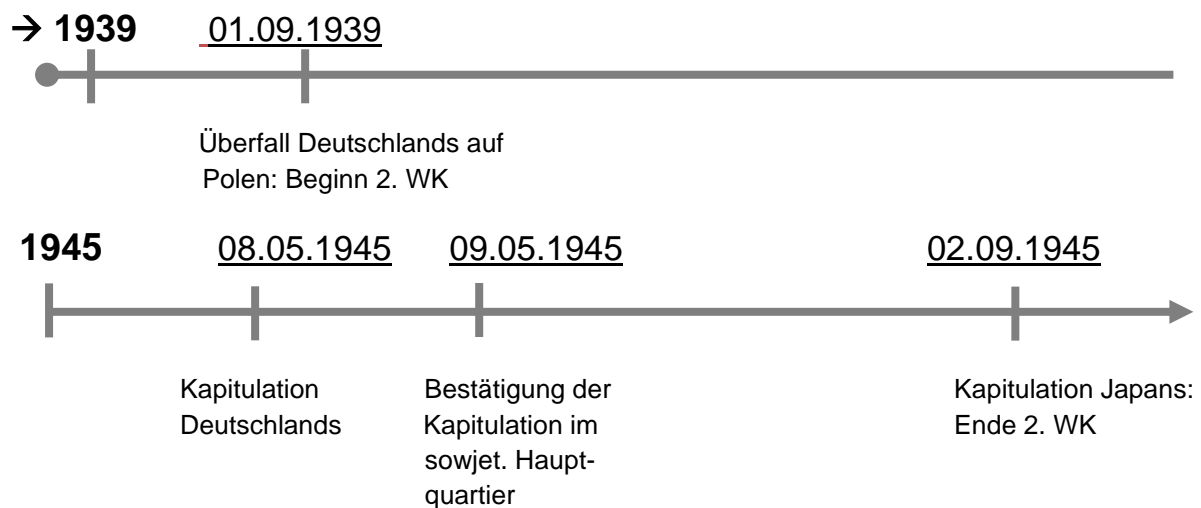 → 1939 01.09.1939
Überfall Deutschlands auf
Polen: Beginn 2. WK
1945 08.05.1945 09.05.1945 02.09.1945
Kapitulation
Deutschlands
Bestätigung der
Kapitulation im
sowjet. Haupt-
quartier
Kapitulation Japans:
Ende 2. WK